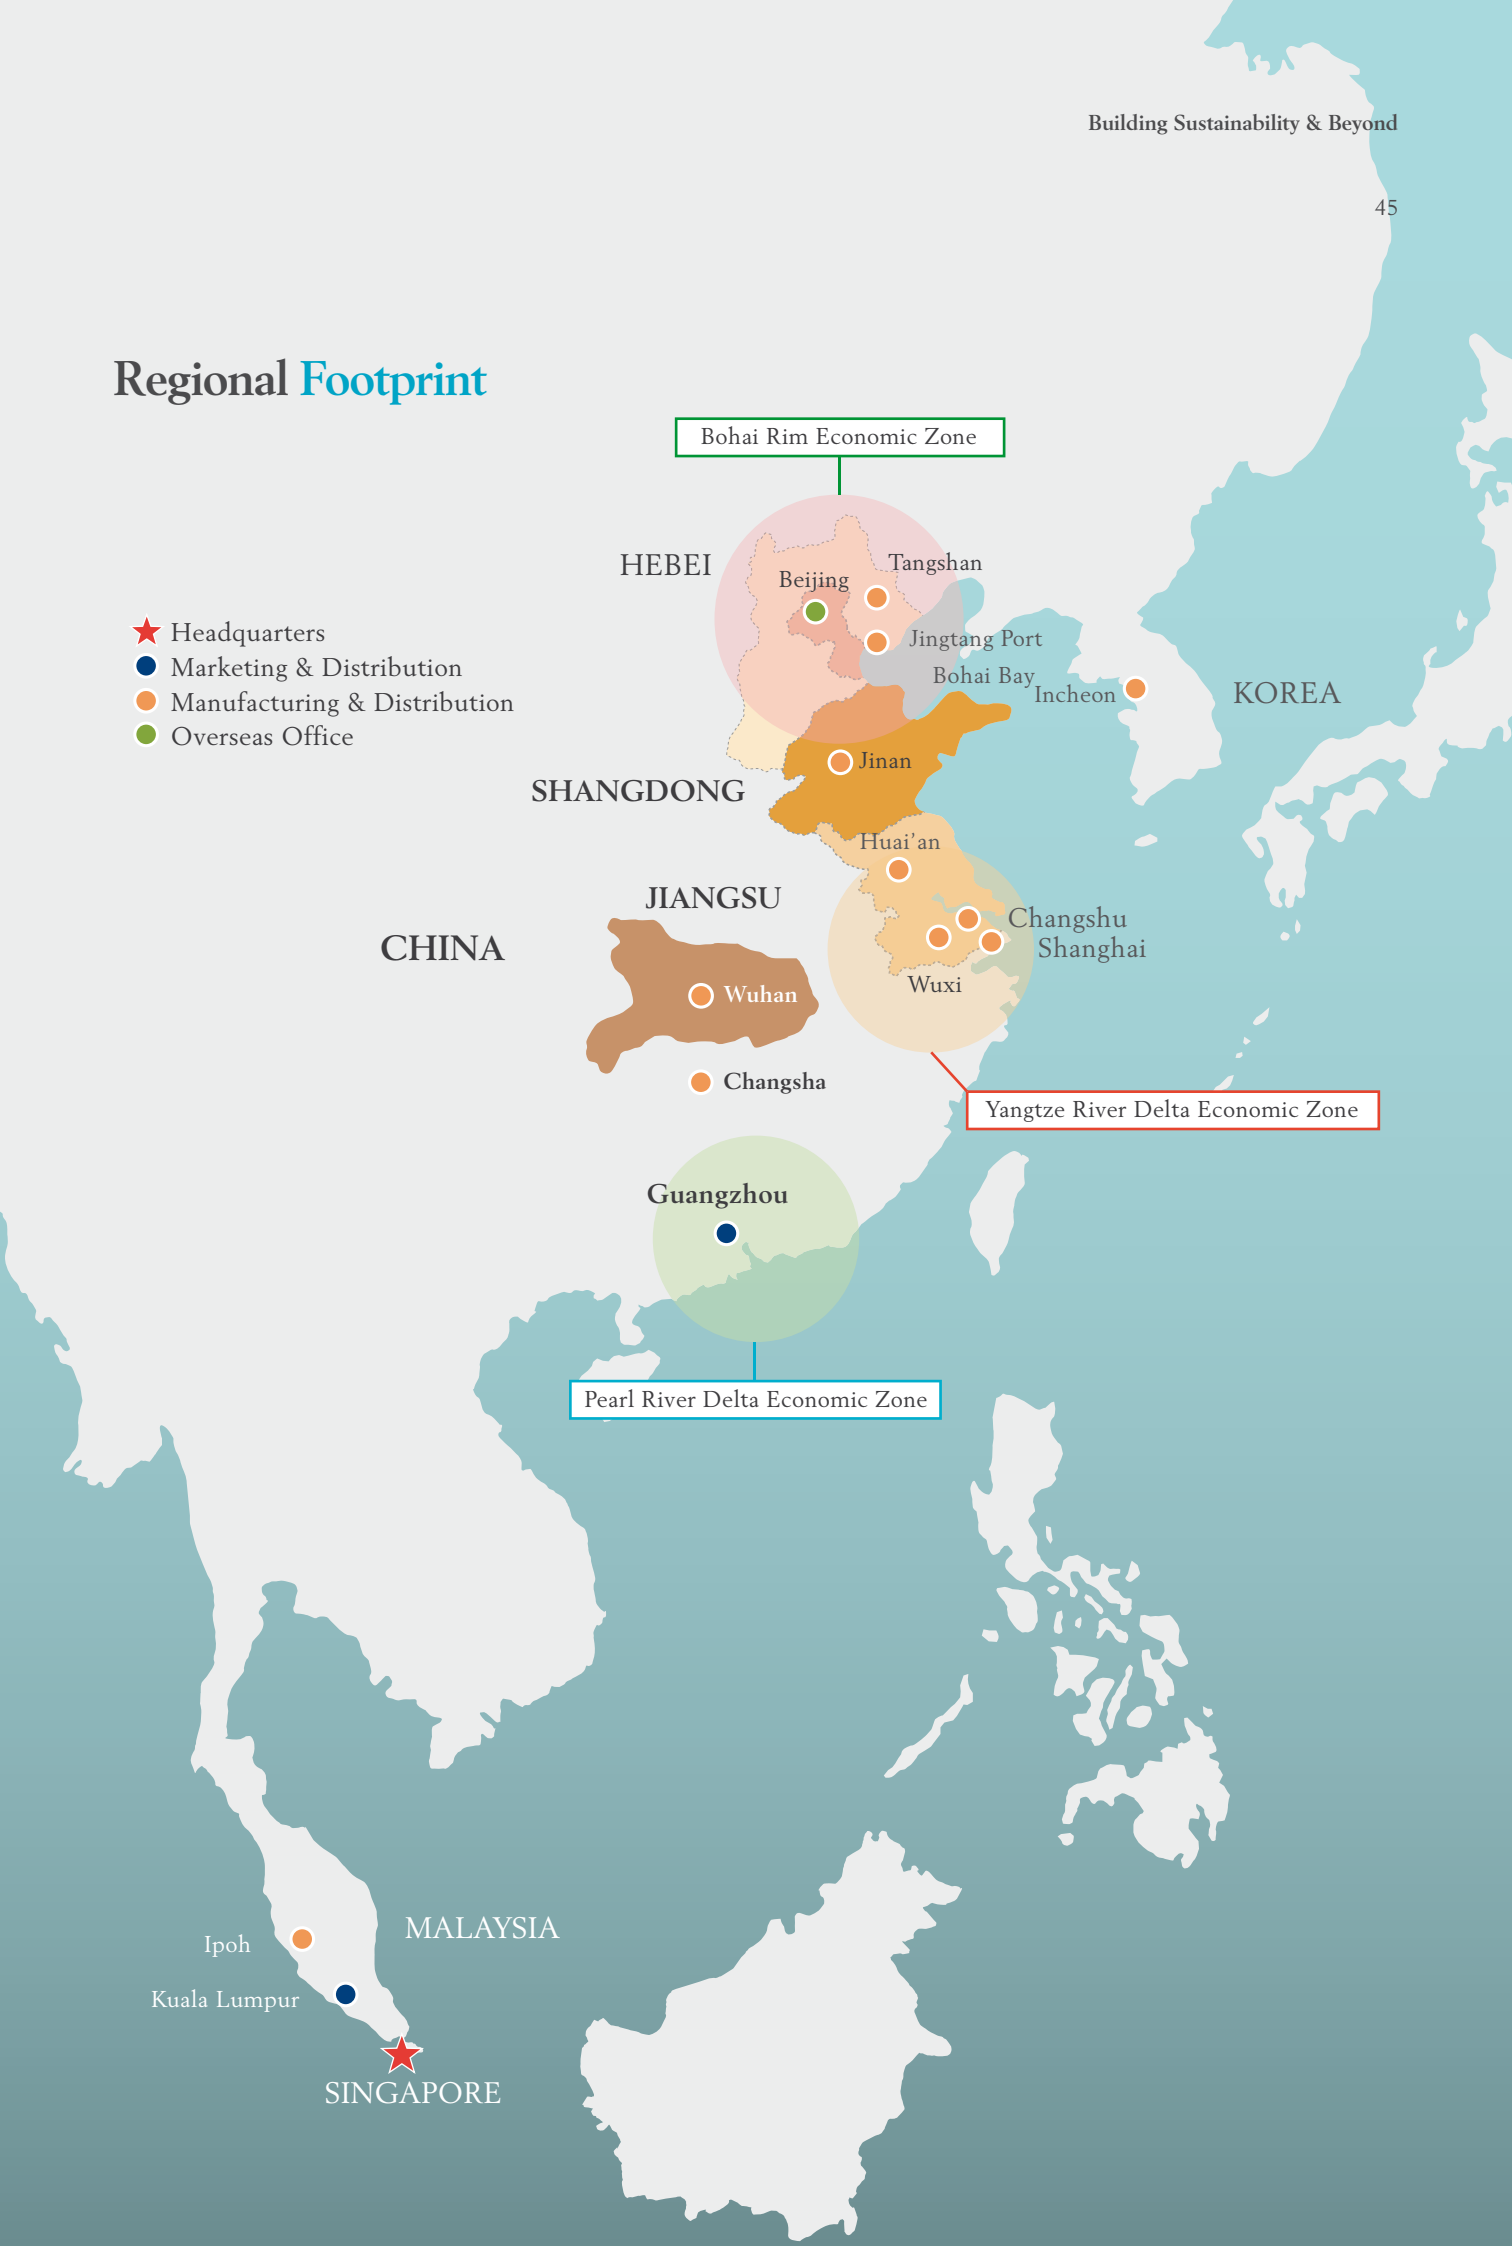 Building Sustainability & Beyond
45
Regional Footprint
Bohai Rim Economic Zone
HEBEI
Tangshan
Beijing
Headquarters
Marketing & Distribution
Manufacturing & Distribution
Overseas Office
Jingtang Port
Bohai Bay
Incheon
KOREA
Jinan
SHANGDONG
Huai'an
JIANGSU
CHINA
Changshu
Shanghai
Wuxi
Wuhan
Changsha
Yangtze River Delta Economic Zone
Guangzhou
Pearl River Delta Economic Zone
MALAYSIA
Ipoh
Kuala Lumpur
SINGAPORE